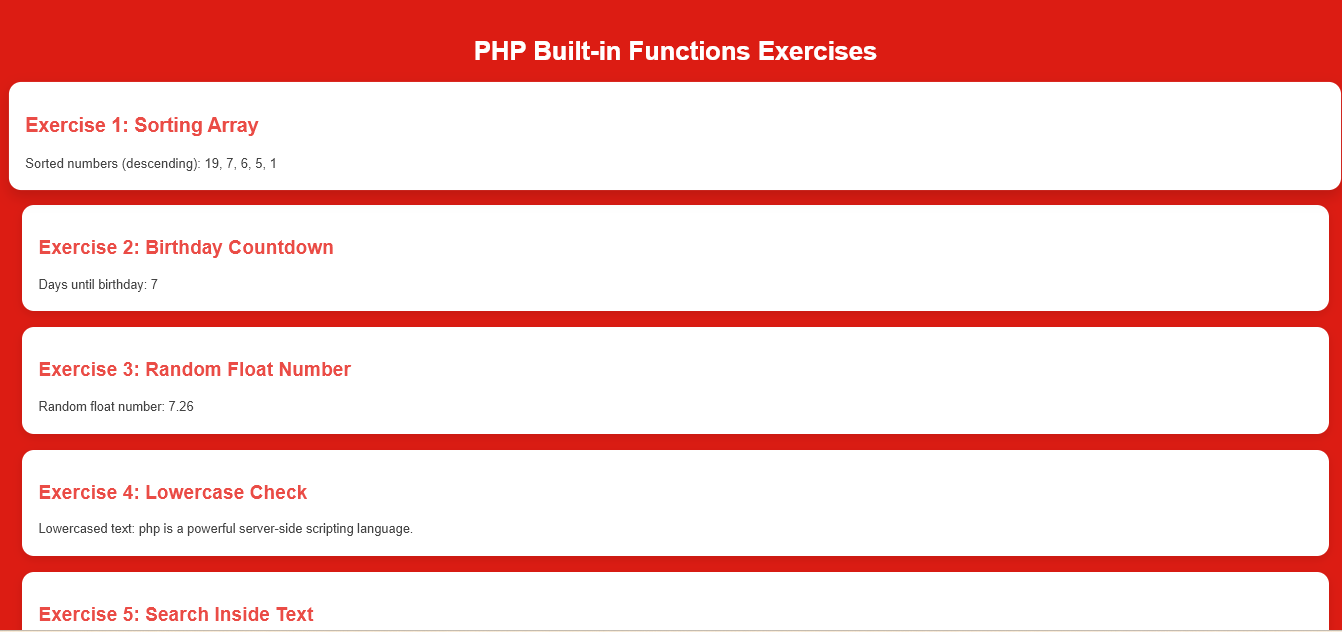 PHP Built-in Functions Exercises
Exercise 1: Sorting Array
Sorted numbers (descending): 19, 7, 6, 5, 1
Exercise 2: Birthday Countdown
Days until birthday: 7
Exercise 3: Random Float Number
Random float number: 7.26
Exercise 4: Lowercase Check
Lowercased text: php is a powerful server-side scripting language.
Exercise 5: Search Inside Text